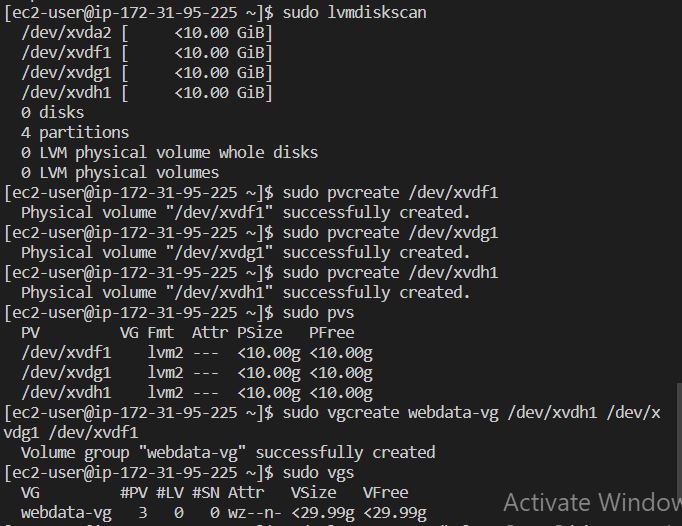 [ec2-user@ip-172-31-95-225 ~]$ sudo lvmdiskscan
  /dev/xvda2 [     <10.00 GiB]
  /dev/xvdf1 [     <10.00 GiB]
  /dev/xvdg1 [     <10.00 GiB]
  /dev/xvdh1 [     <10.00 GiB]
  0 disks
  4 partitions
  0 LVM physical volume whole disks
  0 LVM physical volumes
[ec2-user@ip-172-31-95-225 ~]$ sudo pvcreate /dev/xvdf1
  Physical volume "/dev/xvdf1" successfully created.
[ec2-user@ip-172-31-95-225 ~]$ sudo pvcreate /dev/xvdg1
  Physical volume "/dev/xvdg1" successfully created.
[ec2-user@ip-172-31-95-225 ~]$ sudo pvcreate /dev/xvdh1
  Physical volume "/dev/xvdh1" successfully created.
[ec2-user@ip-172-31-95-225 ~]$ sudo pvs
  PV         VG Fmt  Attr PSize   PFree
  /dev/xvdf1    lvm2 ---  <10.00g <10.00g
  /dev/xvdg1    lvm2 ---  <10.00g <10.00g
  /dev/xvdh1    lvm2 ---  <10.00g <10.00g
[ec2-user@ip-172-31-95-225 ~]$ sudo vgcreate webdata-vg /dev/xvdh1 /dev/x
vdg1 /dev/xvdf1
  Volume group "webdata-vg" successfully created
[ec2-user@ip-172-31-95-225 ~]$ sudo vgs
  VG         #PV #LV #SN Attr   VSize   VFree
  webdata-vg   3   0   0 wz--n- <29.99g <29.99g
Activate Window